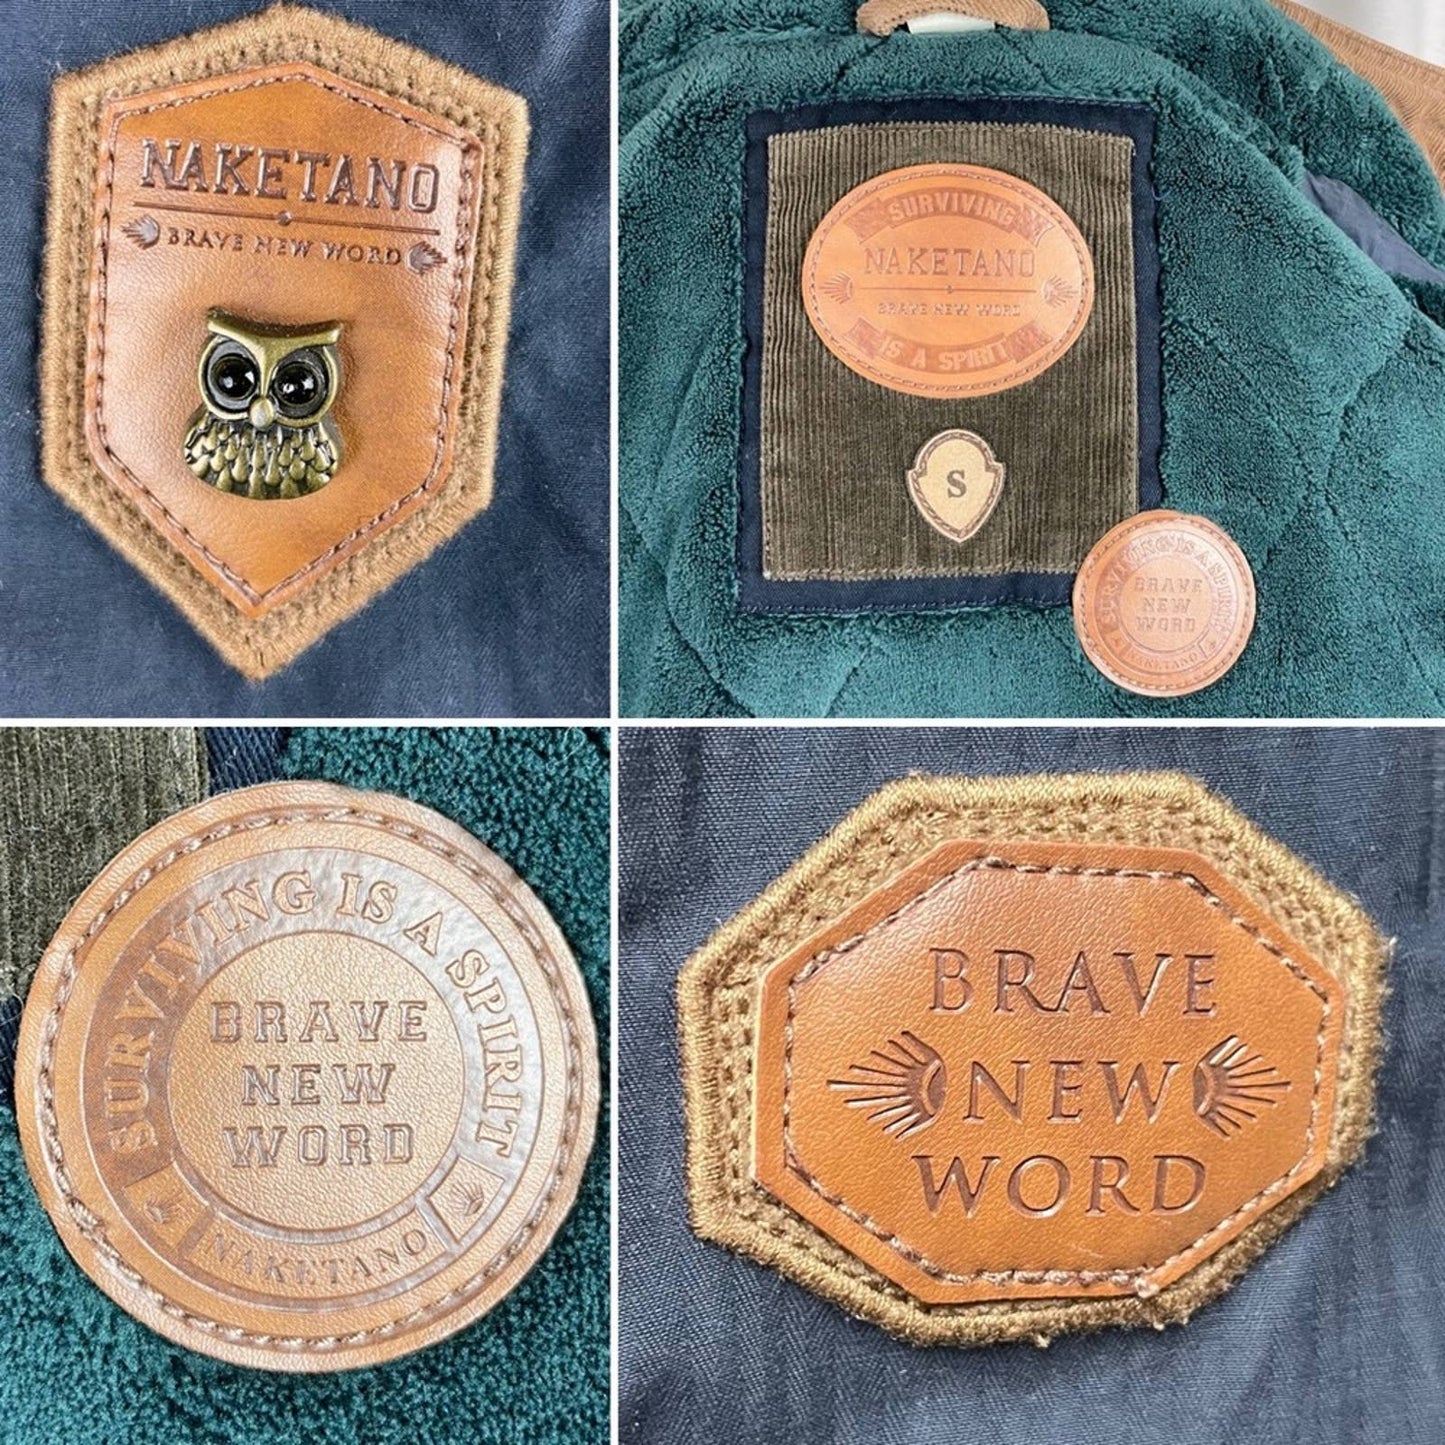 NAKETANO
BRAVE NEW WORD
SURVIVING
NAKETANO
BRAVE NEW WORD
IS A SPIRIT
S
SURVIVING IS A SPIRIT
BRAVE
NEW
WORD
NAKETANO
SURVIVING IS A SPIRIT
BRAVE
NEW
WORD
NAKETANO
BRAVE
NEW
WORD